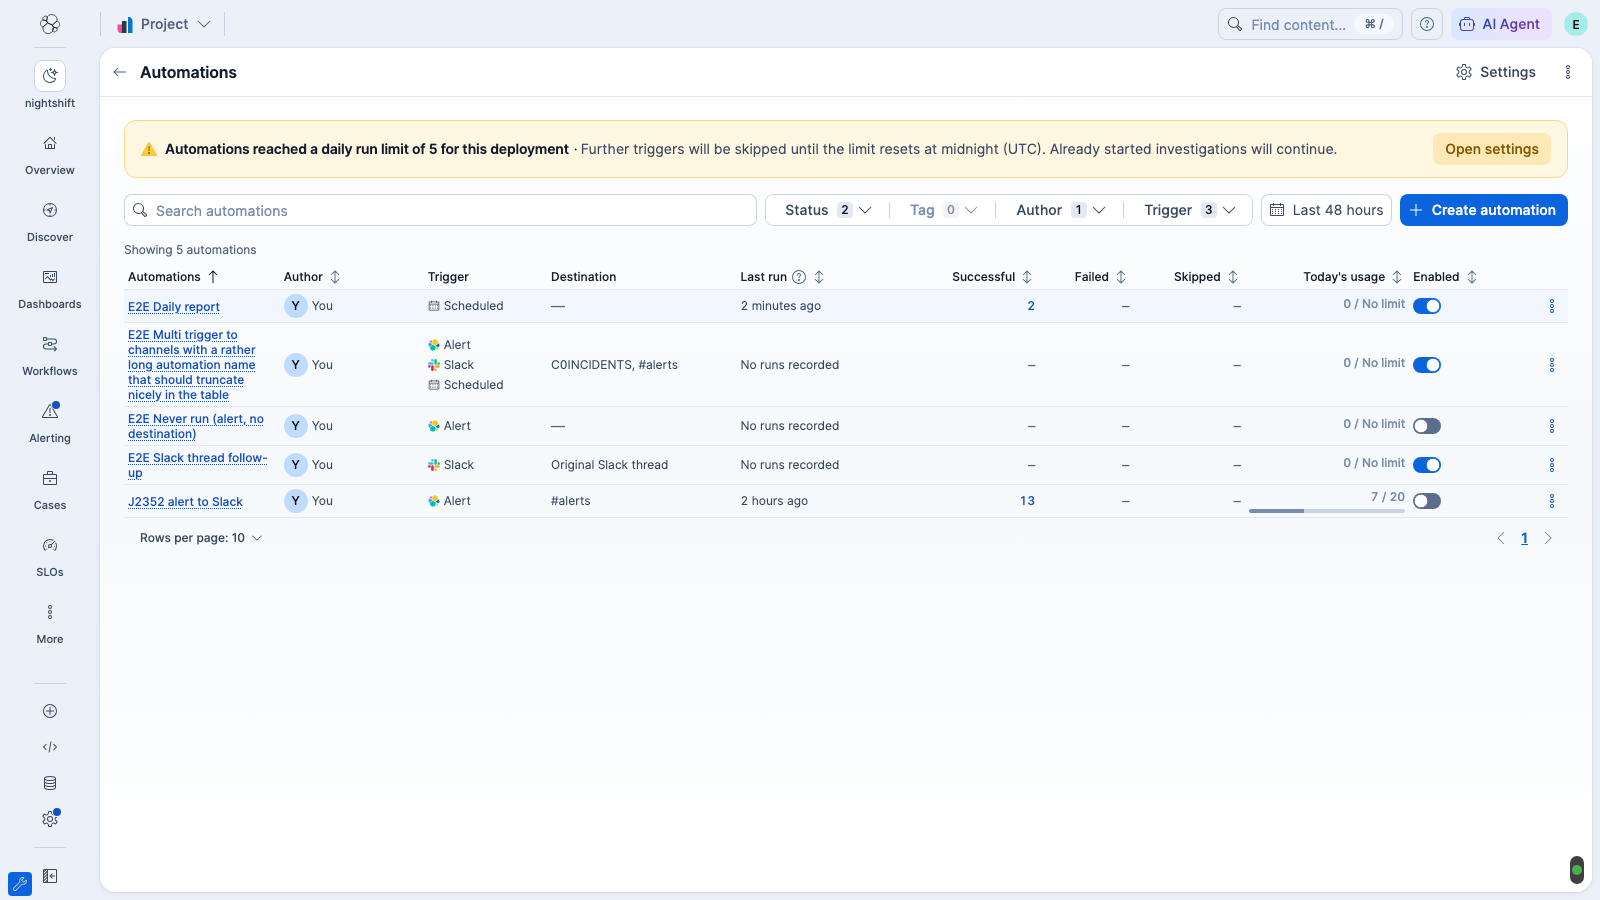 Project
Find content...
⌘ /
AI Agent
E
nightshift
Overview
Discover
Dashboards
Workflows
Alerting
Cases
SLOs
More
Automations
Settings
Automations reached a daily run limit of 5 for this deployment · Further triggers will be skipped until the limit resets at midnight (UTC). Already started investigations will continue.
Open settings
Search automations
Status 2
Tag 0
Author 1
Trigger 3
Last 48 hours
Create automation
Showing 5 automations
Automations Author Trigger Destination Last run Successful Failed Skipped Today's usage Enabled
E2E Daily report Y You Scheduled — 2 minutes ago 2 – – 0 / No limit
E2E Multi trigger to
channels with a rather
long automation name
that should truncate
nicely in the table
Y You
Alert
Slack
Scheduled
C0INCIDENTS, #alerts No runs recorded – – – 0 / No limit
E2E Never run (alert, no
destination)
Y You Alert — No runs recorded – – – 0 / No limit
E2E Slack thread follow-
up
Y You Slack Original Slack thread No runs recorded – – – 0 / No limit
J2352 alert to Slack Y You Alert #alerts 2 hours ago 13 – – 7 / 20
Rows per page: 10
1